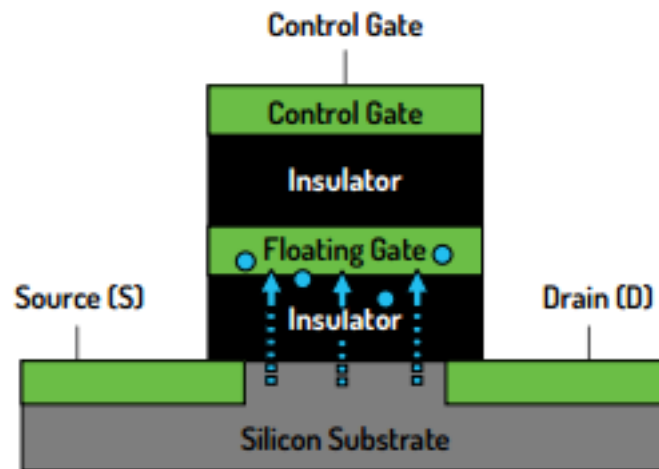 Control Gate
Control Gate
Insulator
Floating Gate
Source (S)
Drain (D)
Insulator
Silicon Substrate